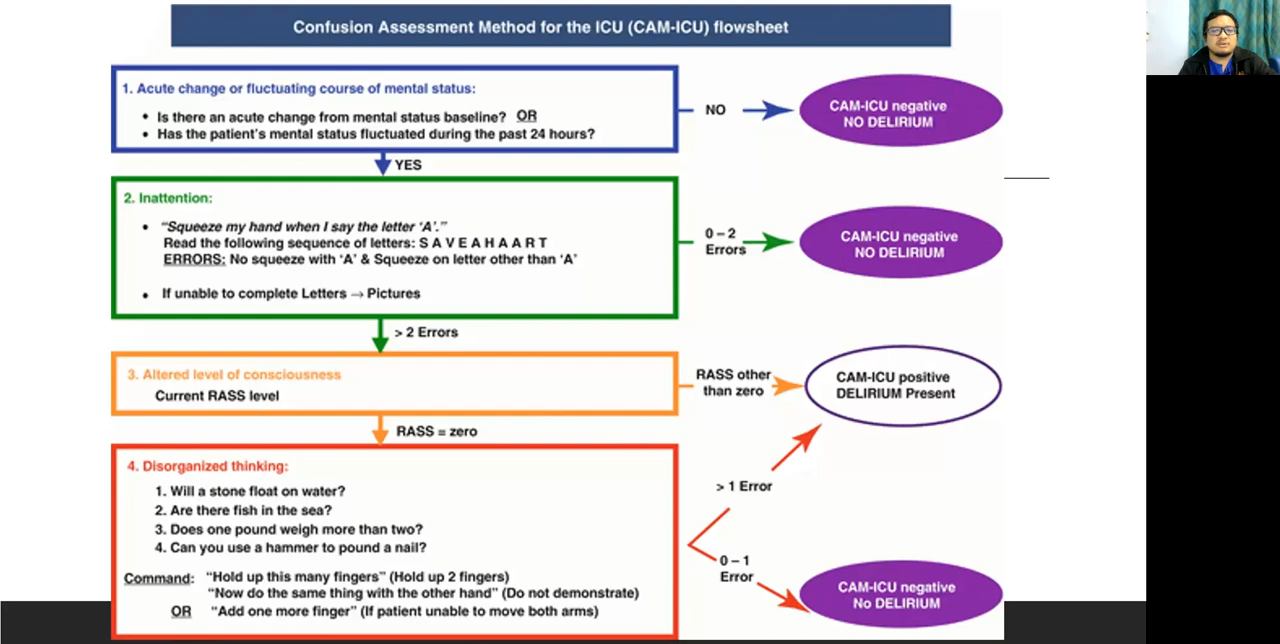 Confusion Assessment Method for the ICU (CAM-ICU) flowsheet
1. Acute change or fluctuating course of mental status:
• Is there an acute change from mental status baseline? OR
• Has the patient's mental status fluctuated during the past 24 hours?
NO
CAM-ICU negative
NO DELIRIUM
YES
2. Inattention:
• "Squeeze my hand when I say the letter 'A'."
Read the following sequence of letters: S A V E A H A A R T
ERRORS: No squeeze with 'A' & Squeeze on letter other than 'A'
• If unable to complete Letters → Pictures
0 – 2
Errors
CAM-ICU negative
NO DELIRIUM
> 2 Errors
3. Altered level of consciousness
Current RASS level
RASS other
than zero
CAM-ICU positive
DELIRIUM Present
RASS = zero
4. Disorganized thinking:
1. Will a stone float on water?
2. Are there fish in the sea?
3. Does one pound weigh more than two?
4. Can you use a hammer to pound a nail?
Command: "Hold up this many fingers" (Hold up 2 fingers)
"Now do the same thing with the other hand" (Do not demonstrate)
OR "Add one more finger" (If patient unable to move both arms)
> 1 Error
0 – 1
Error
CAM-ICU negative
No DELIRIUM